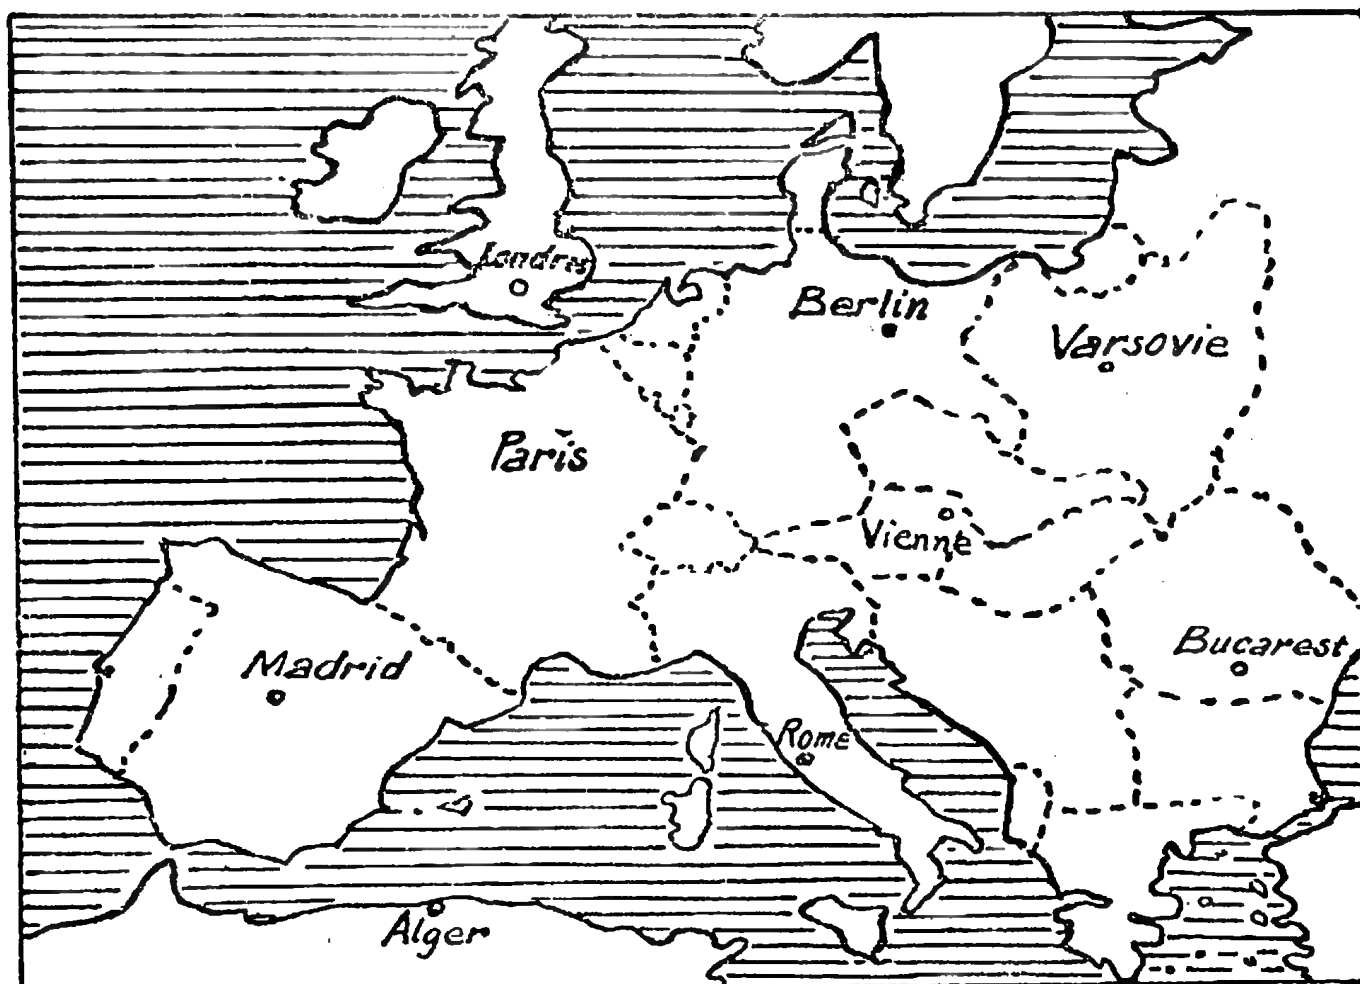 Londres
Berlin
Varsovie
Paris
Vienne
Bucarest
Madrid
Rome
Alger